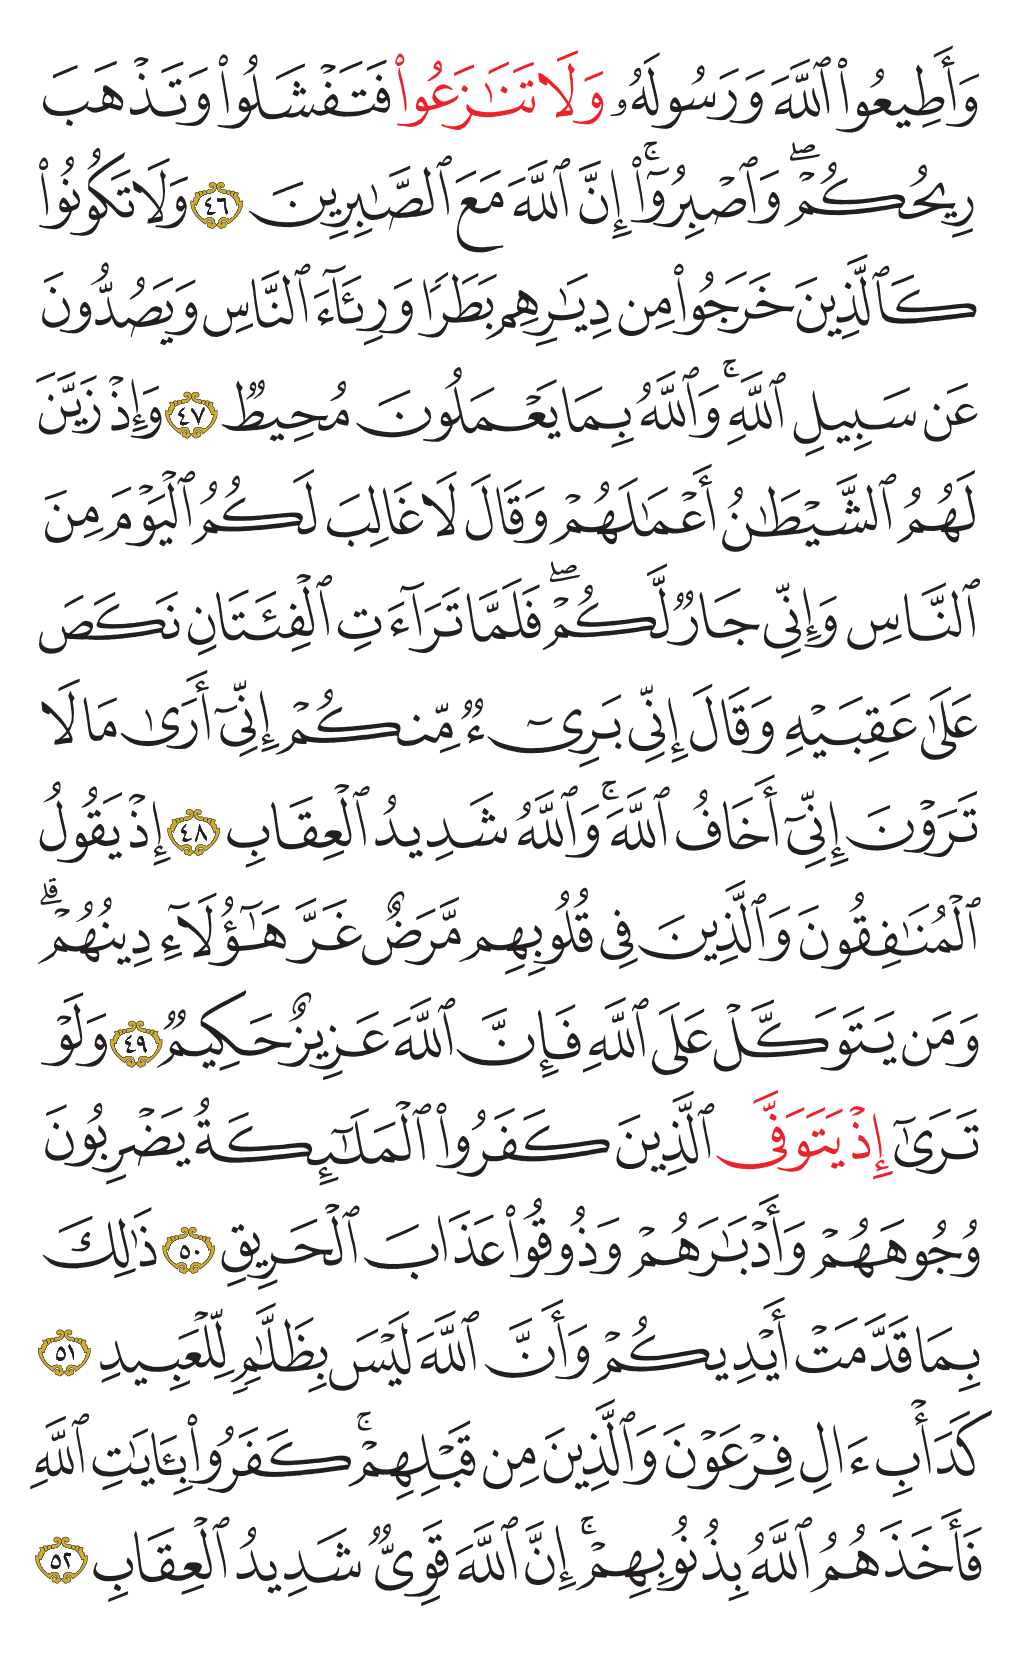 وَأَطِيعُوا۟ ٱللَّهَ وَرَسُولَهُۥ وَلَا تَنَـٰزَعُوا۟ فَتَفْشَلُوا۟ وَتَذْهَبَ
رِيحُكُمْ ۖ وَٱصْبِرُوٓا۟ ۚ إِنَّ ٱللَّهَ مَعَ ٱلصَّـٰبِرِينَ ٤٦ وَلَا تَكُونُوا۟
كَٱلَّذِينَ خَرَجُوا۟ مِن دِيَـٰرِهِم بَطَرًا وَرِئَآءَ ٱلنَّاسِ وَيَصُدُّونَ
عَن سَبِيلِ ٱللَّهِ ۚ وَٱللَّهُ بِمَا يَعْمَلُونَ مُحِيطٌ ٤٧ وَإِذْ زَيَّنَ
لَهُمُ ٱلشَّيْطَـٰنُ أَعْمَـٰلَهُمْ وَقَالَ لَا غَالِبَ لَكُمُ ٱلْيَوْمَ مِنَ
ٱلنَّاسِ وَإِنِّى جَارٌ لَّكُمْ ۖ فَلَمَّا تَرَآءَتِ ٱلْفِئَتَانِ نَكَصَ
عَلَىٰ عَقِبَيْهِ وَقَالَ إِنِّى بَرِىٓءٌ مِّنكُمْ إِنِّىٓ أَرَىٰ مَا لَا
تَرَوْنَ إِنِّىٓ أَخَافُ ٱللَّهَ ۚ وَٱللَّهُ شَدِيدُ ٱلْعِقَابِ ٤٨ إِذْ يَقُولُ
ٱلْمُنَـٰفِقُونَ وَٱلَّذِينَ فِى قُلُوبِهِم مَّرَضٌ غَرَّ هَـٰٓؤُلَآءِ دِينُهُمْ ۗ
وَمَن يَتَوَكَّلْ عَلَى ٱللَّهِ فَإِنَّ ٱللَّهَ عَزِيزٌ حَكِيمٌ ٤٩ وَلَوْ
تَرَىٰٓ إِذْ يَتَوَفَّى ٱلَّذِينَ كَفَرُوا۟ ٱلْمَلَـٰٓئِكَةُ يَضْرِبُونَ
وُجُوهَهُمْ وَأَدْبَـٰرَهُمْ وَذُوقُوا۟ عَذَابَ ٱلْحَرِيقِ ٥٠ ذَٰلِكَ
بِمَا قَدَّمَتْ أَيْدِيكُمْ وَأَنَّ ٱللَّهَ لَيْسَ بِظَلَّـٰمٍ لِّلْعَبِيدِ ٥١
كَدَأْبِ ءَالِ فِرْعَوْنَ وَٱلَّذِينَ مِن قَبْلِهِمْ ۚ كَفَرُوا۟ بِـَٔايَـٰتِ ٱللَّهِ
فَأَخَذَهُمُ ٱللَّهُ بِذُنُوبِهِمْ ۚ إِنَّ ٱللَّهَ قَوِىٌّ شَدِيدُ ٱلْعِقَابِ ٥٢